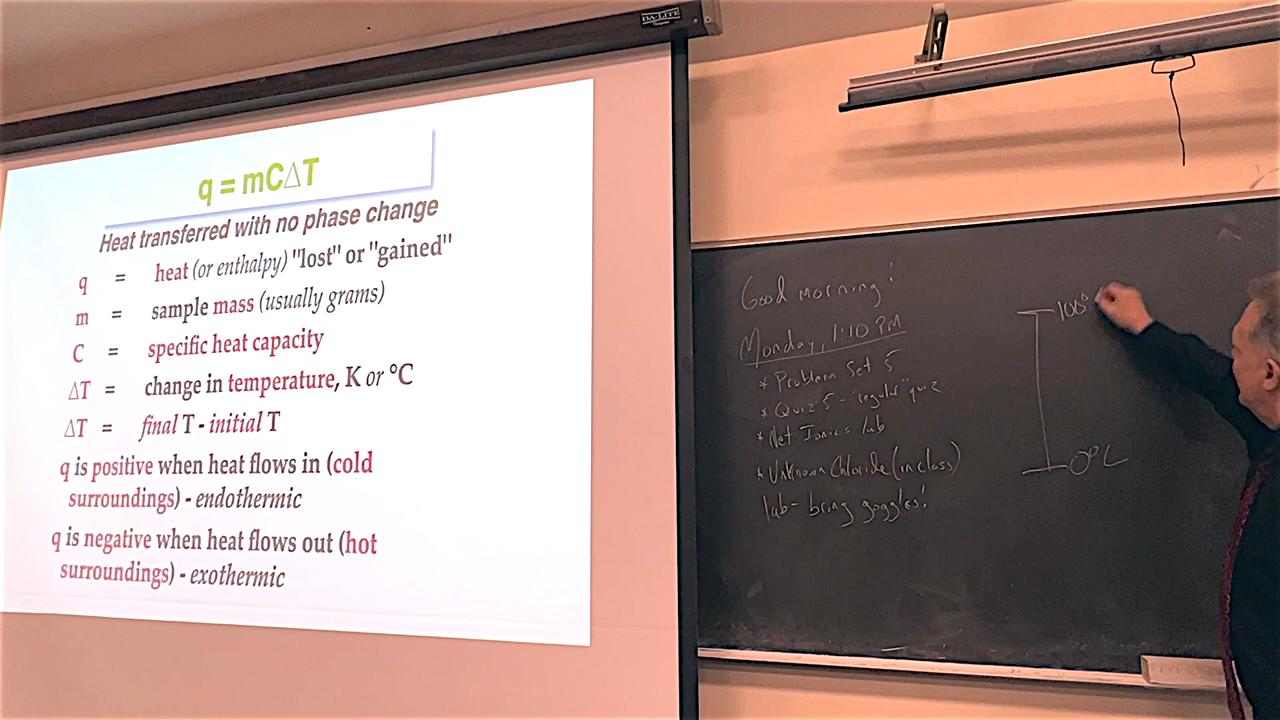 DA-LITE
q = mCΔT
Heat transferred with no phase change
q = heat (or enthalpy) "lost" or "gained"
m = sample mass (usually grams)
C = specific heat capacity
ΔT = change in temperature, K or °C
ΔT = final T - initial T
q is positive when heat flows in (cold
surroundings) - endothermic
q is negative when heat flows out (hot
surroundings) - exothermic
Good morning!
Monday, 1:10 PM
* Problem Set 5
* Quiz 5 - "regular" quiz
* Net Ionics lab
* Unknown Chloride (in class)
lab - bring goggles!
100°
0°C